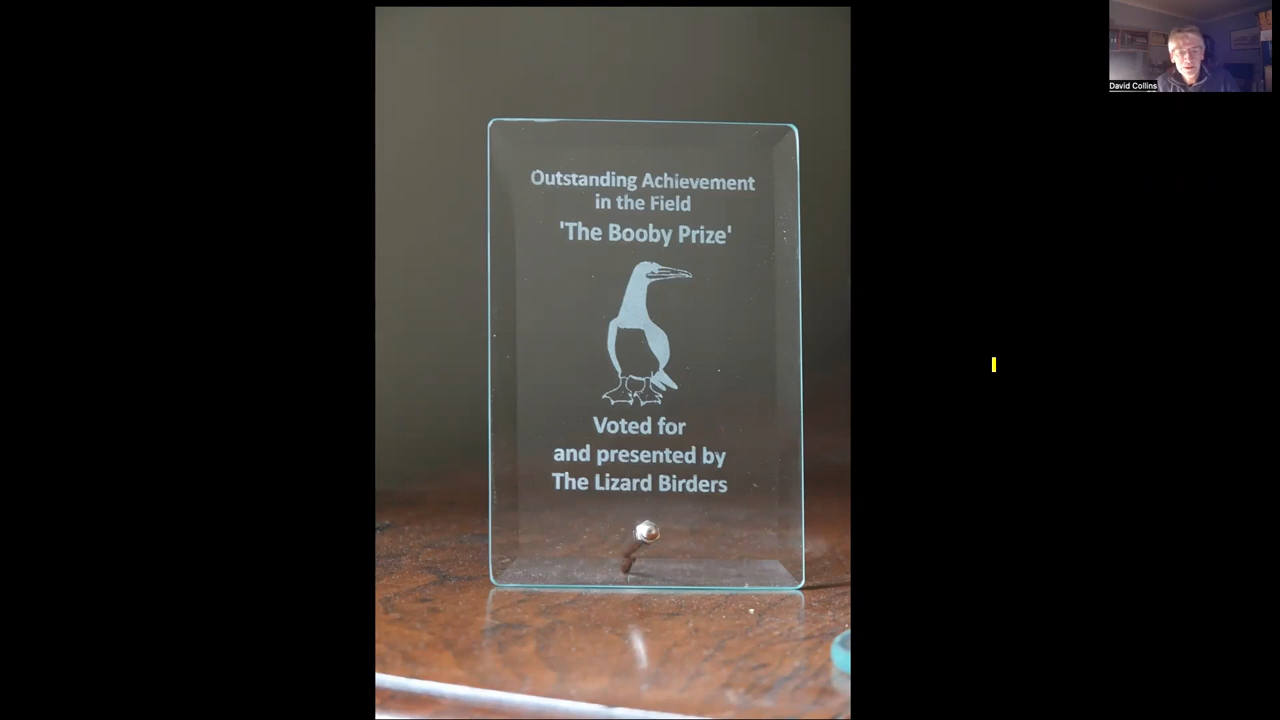 Outstanding Achievement
in the Field
'The Booby Prize'
Voted for
and presented by
The Lizard Birders
David Collins